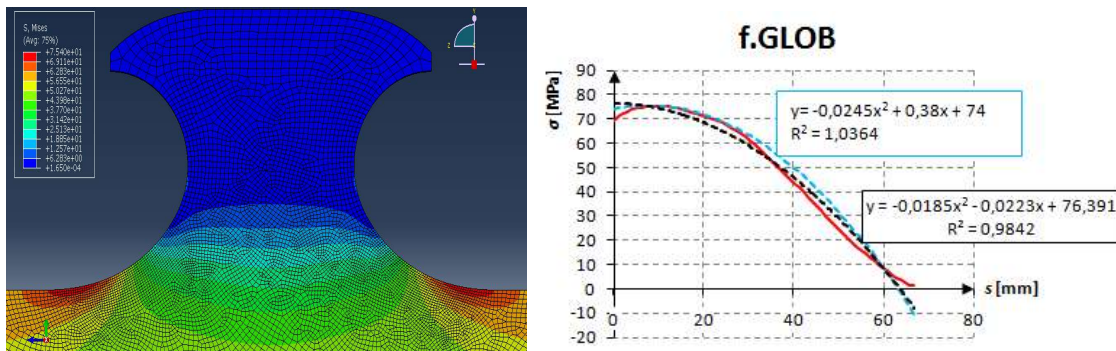 S, Mises
(Avg: 75%)
+7.540e+01
+6.911e+01
+6.283e+01
+5.655e+01
+5.027e+01
+4.398e+01
+3.770e+01
+3.142e+01
+2.513e+01
+1.885e+01
+1.257e+01
+6.283e+00
+1.650e-04
Y
Z
f.GLOB
σ [MPa]
90
80
70
60
50
40
30
20
10
0
-10
-20
y= -0,0245x² + 0,38x + 74
R² = 1,0364
y = -0,0185x² - 0,0223x + 76,391
R² = 0,9842
s [mm]
0
20
40
60
80